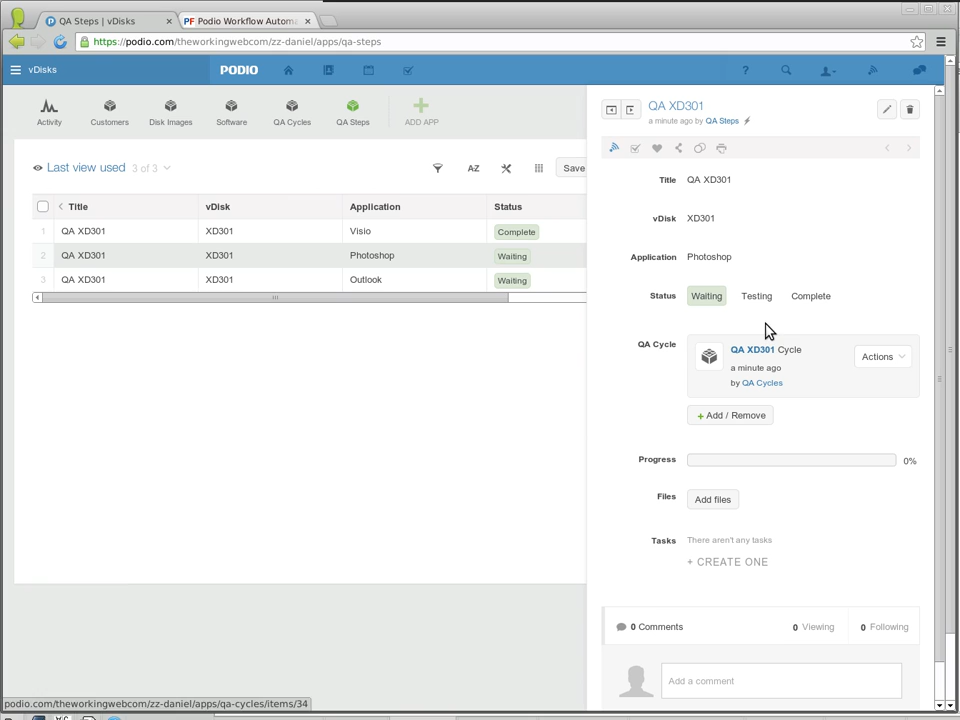 QA Steps | vDisks
Podio Workflow Automa
https://podio.com/theworkingwebcom/zz-daniel/apps/qa-steps
vDisks
PODIO
Activity
Customers
Disk Images
Software
QA Cycles
QA Steps
ADD APP
Last view used 3 of 3
AZ
Save
Title vDisk Application Status
1 QA XD301 XD301 Visio Complete
2 QA XD301 XD301 Photoshop Waiting
3 QA XD301 XD301 Outlook Waiting
QA XD301
a minute ago by QA Steps
Title QA XD301
vDisk XD301
Application Photoshop
Status Waiting Testing Complete
QA Cycle QA XD301 Cycle
a minute ago
by QA Cycles
Actions
+ Add / Remove
Progress 0%
Files Add files
Tasks There aren't any tasks
+ CREATE ONE
0 Comments 0 Viewing 0 Following
Add a comment
podio.com/theworkingwebcom/zz-daniel/apps/qa-cycles/items/34